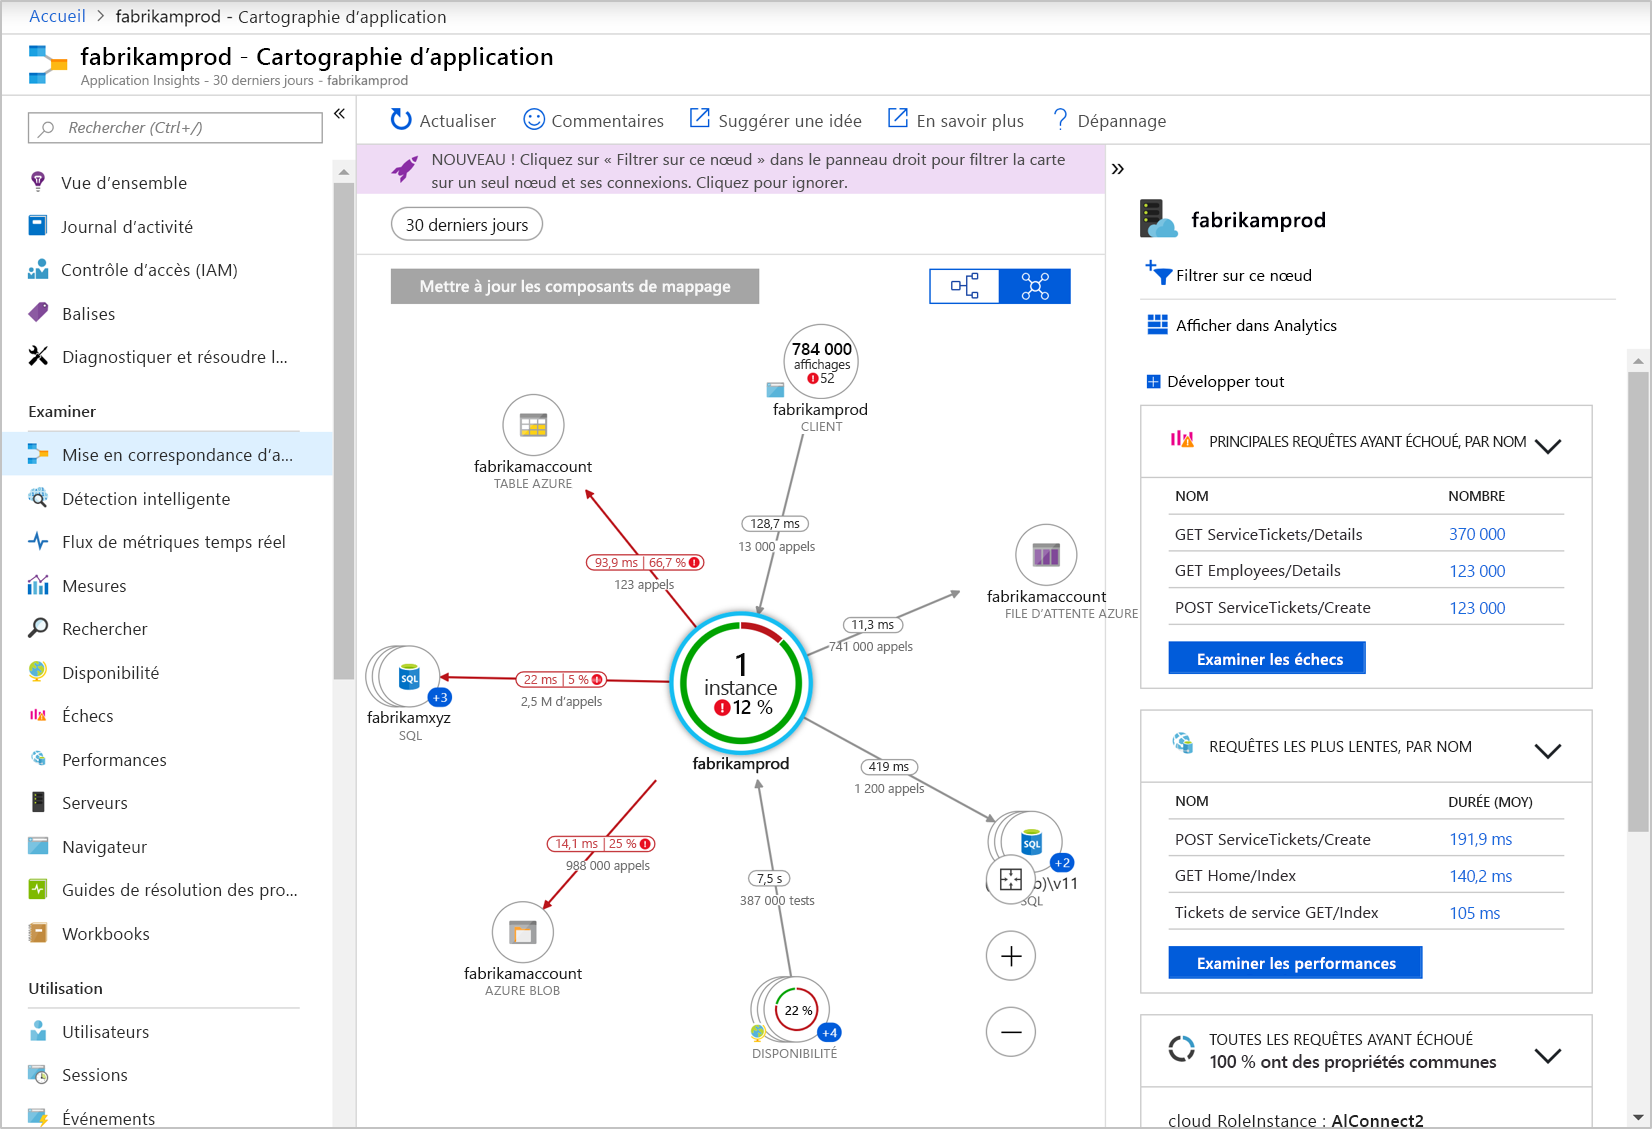 Accueil > fabrikamprod - Cartographie d’application
fabrikamprod - Cartographie d’application
Application Insights - 30 derniers jours - fabrikamprod
Rechercher (Ctrl+/)
«
Vue d’ensemble
Journal d’activité
Contrôle d’accès (IAM)
Balises
Diagnostiquer et résoudre l...
Examiner
Mise en correspondance d’a...
Détection intelligente
Flux de métriques temps réel
Mesures
Rechercher
Disponibilité
Échecs
Performances
Serveurs
Navigateur
Guides de résolution des pro...
Workbooks
Utilisation
Utilisateurs
Sessions
Événements
Actualiser
Commentaires
Suggérer une idée
En savoir plus
? Dépannage
NOUVEAU ! Cliquez sur « Filtrer sur ce nœud » dans le panneau droit pour filtrer la carte
sur un seul nœud et ses connexions. Cliquez pour ignorer.
30 derniers jours
Mettre à jour les composants de mappage
784 000
affichages
52
fabrikamprod
CLIENT
fabrikamaccount
TABLE AZURE
128,7 ms
13 000 appels
93,9 ms | 66,7 %
123 appels
fabrikamaccount
FILE D’ATTENTE AZURE
11,3 ms
741 000 appels
SQL
+3
fabrikamxyz
SQL
22 ms | 5 %
2,5 M d’appels
1
instance
12 %
fabrikamprod
419 ms
1 200 appels
14,1 ms | 25 %
988 000 appels
7,5 s
387 000 tests
SQL
+2
b)\v11
SQL
fabrikamaccount
AZURE BLOB
22 %
+4
DISPONIBILITÉ
»
fabrikamprod
Filtrer sur ce nœud
Afficher dans Analytics
Développer tout
PRINCIPALES REQUÊTES AYANT ÉCHOUÉ, PAR NOM
NOM NOMBRE
GET ServiceTickets/Details 370 000
GET Employees/Details 123 000
POST ServiceTickets/Create 123 000
Examiner les échecs
REQUÊTES LES PLUS LENTES, PAR NOM
NOM DURÉE (MOY)
POST ServiceTickets/Create 191,9 ms
GET Home/Index 140,2 ms
Tickets de service GET/Index 105 ms
Examiner les performances
TOUTES LES REQUÊTES AYANT ÉCHOUÉ
100 % ont des propriétés communes
cloud RoleInstance : AlConnect2